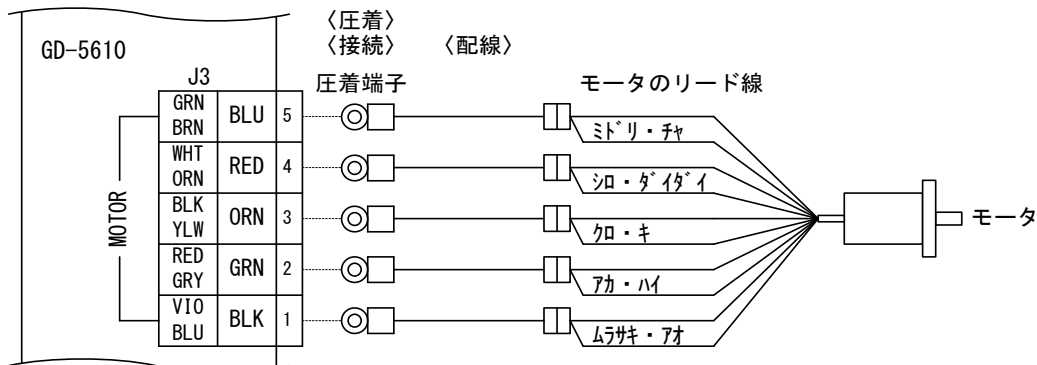 〈圧着〉
〈接続〉 〈配線〉
GD-5610
J3
圧着端子
モータのリード線
GRN
BRN
BLU
5
ミドリ・チャ
WHT
ORN
RED
4
シロ・ダイダイ
MOTOR
BLK
YLW
ORN
3
クロ・キ
モータ
RED
GRY
GRN
2
アカ・ハイ
VIO
BLU
BLK
1
ムラサキ・アオ